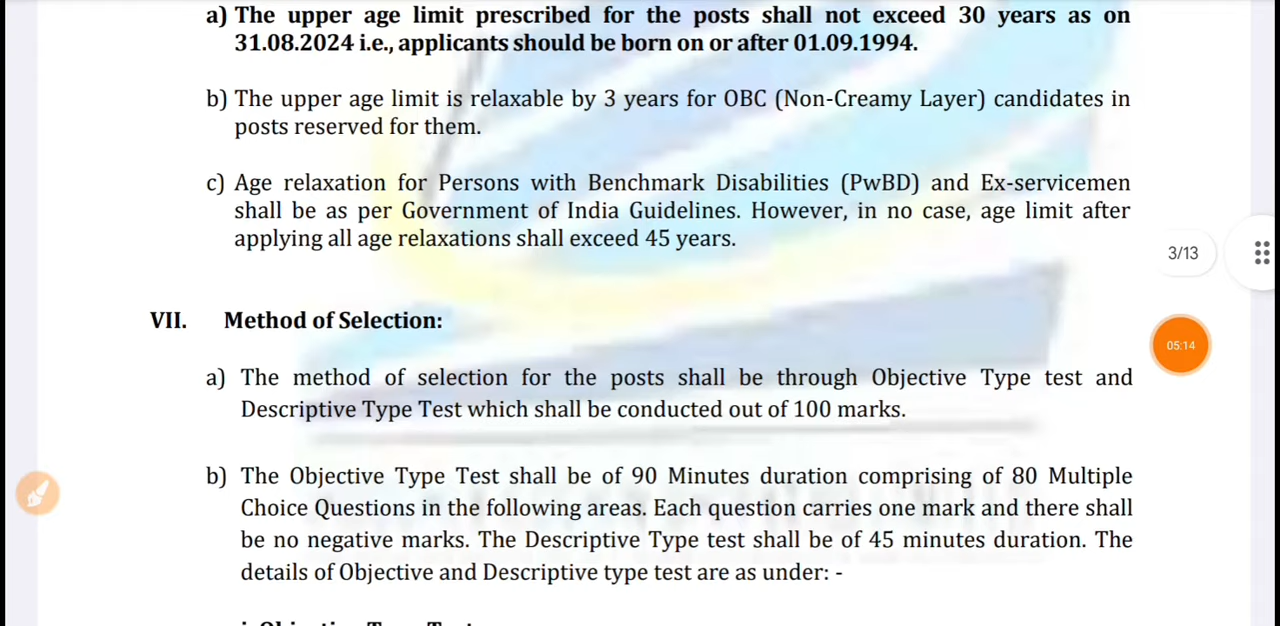 a) The upper age limit prescribed for the posts shall not exceed 30 years as on
31.08.2024 i.e., applicants should be born on or after 01.09.1994.
b) The upper age limit is relaxable by 3 years for OBC (Non-Creamy Layer) candidates in
posts reserved for them.
c) Age relaxation for Persons with Benchmark Disabilities (PwBD) and Ex-servicemen
shall be as per Government of India Guidelines. However, in no case, age limit after
applying all age relaxations shall exceed 45 years.
3/13
VII. Method of Selection:
05:14
a) The method of selection for the posts shall be through Objective Type test and
Descriptive Type Test which shall be conducted out of 100 marks.
b) The Objective Type Test shall be of 90 Minutes duration comprising of 80 Multiple
Choice Questions in the following areas. Each question carries one mark and there shall
be no negative marks. The Descriptive Type test shall be of 45 minutes duration. The
details of Objective and Descriptive type test are as under: -